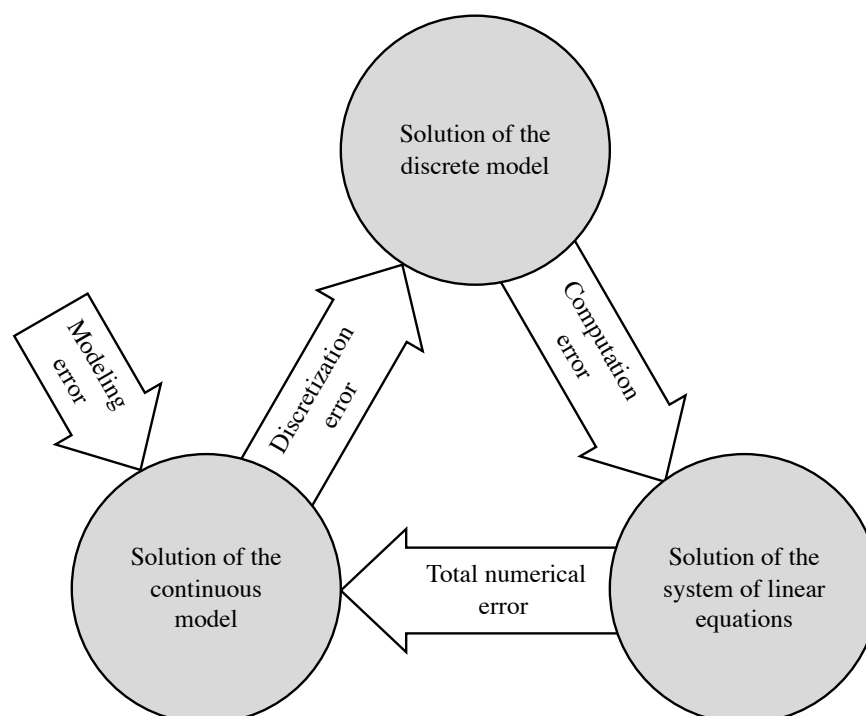 Solution of the
discrete model
Modeling
error
Discretization
error
Computation
error
Solution of the
continuous
model
Total numerical
error
Solution of the
system of linear
equations